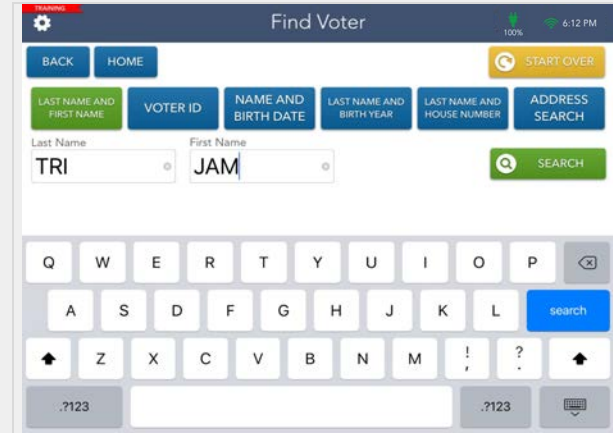 TRAINING
Find Voter
100%
6:12 PM
BACK
HOME
START OVER
LAST NAME AND
FIRST NAME
VOTER ID
NAME AND
BIRTH DATE
LAST NAME AND
BIRTH YEAR
LAST NAME AND
HOUSE NUMBER
ADDRESS
SEARCH
Last Name
First Name
TRI
JAM
SEARCH
Q W E R T Y U I O P
A S D F G H J K L search
Z X C V B N M ! , ? .
.?123 .?123